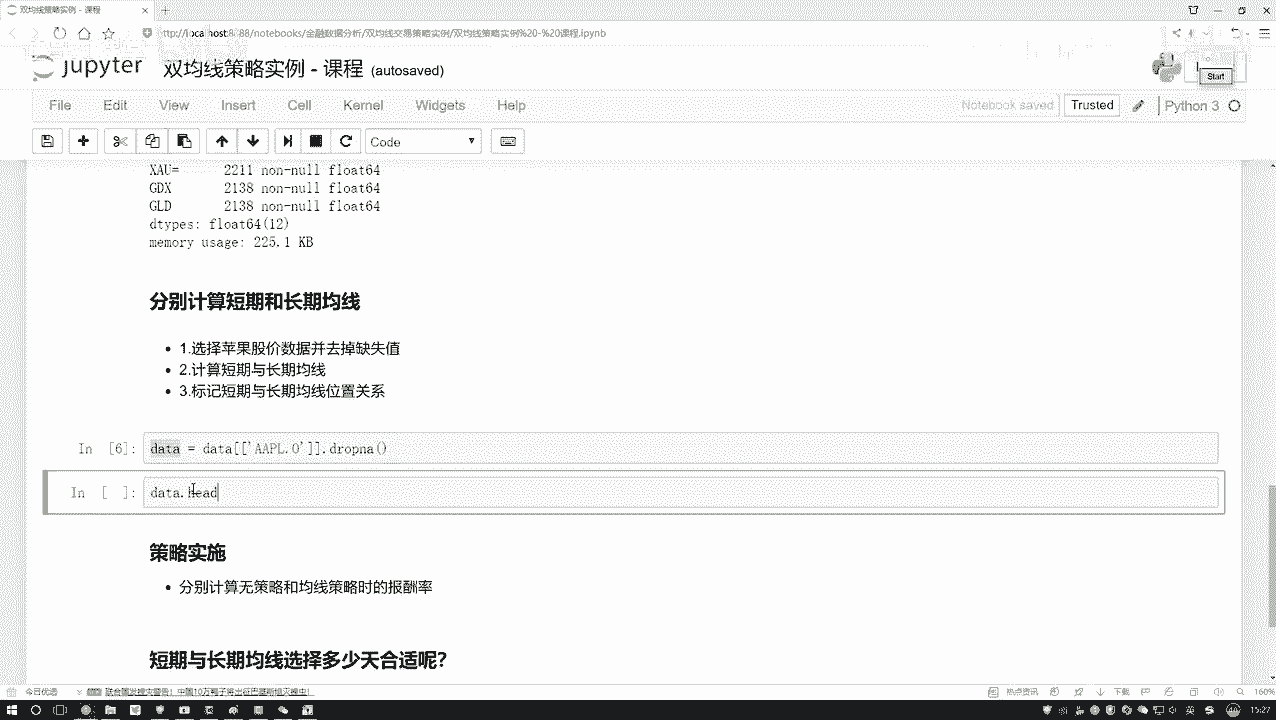 双均线策略实例 - 课程
localhost:8888/notebooks/金融数据分析/双均线交易策略实例/双均线策略实例%20-%20课程.ipynb
jupyter 双均线策略实例 - 课程 (autosaved)
Start
File Edit View Insert Cell Kernel Widgets Help
Notebook saved Trusted Python 3
Code
XAU= 2211 non-null float64
GDX 2138 non-null float64
GLD 2138 non-null float64
dtypes: float64(12)
memory usage: 225.1 KB
分别计算短期和长期均线
1.选择苹果股价数据并去掉缺失值
2.计算短期与长期均线
3.标记短期与长期均线位置关系
In [6]: data = data[['AAPL.O']].dropna()
In [ ]: data.head
策略实施
分别计算无策略和均线策略时的报酬率
短期与长期均线选择多少天合适呢?
今日优选
热点资讯 下载 160%
15:27